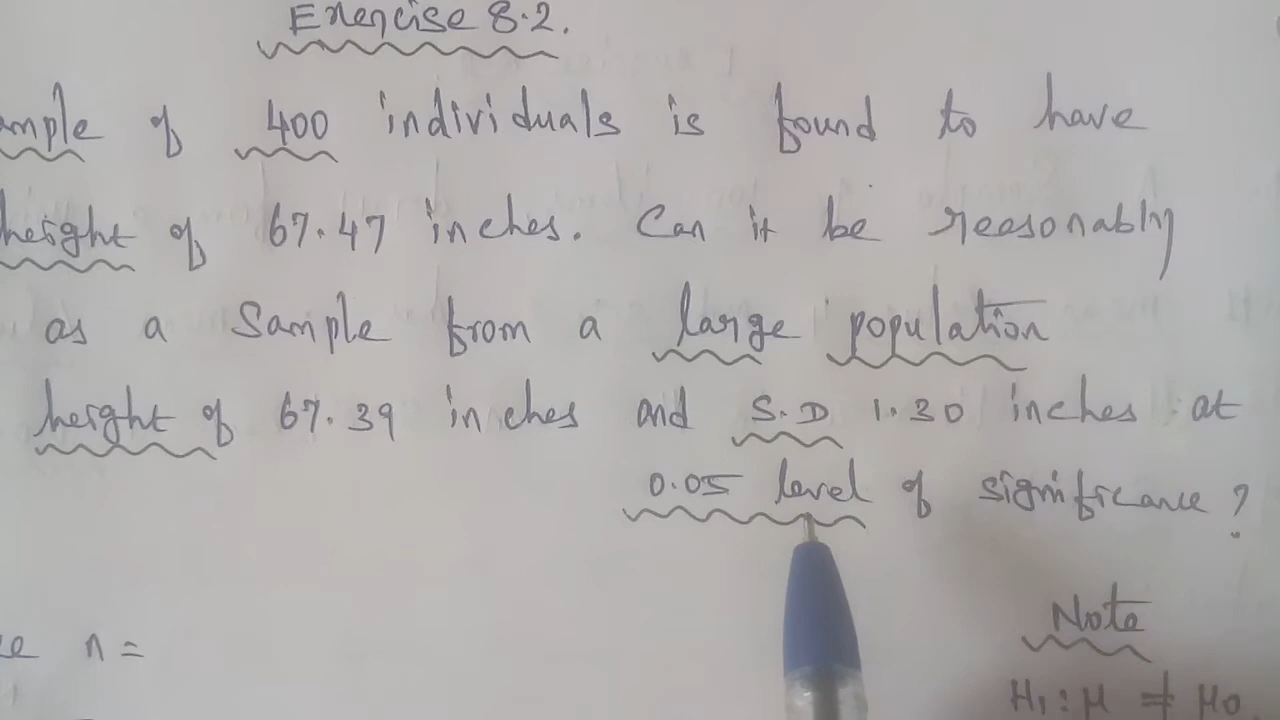 Exercise 8.2.
mple of 400 individuals is found to have
height of 67.47 inches. Can it be reasonably
as a Sample from a large population
height of 67.39 inches and S.D 1.30 inches at
0.05 level of significance?
Note
n =
H₁ : μ ≠ μ₀